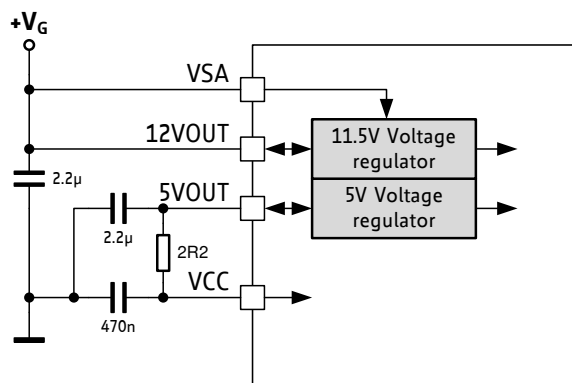 +VG
VSA
12VOUT
11.5V Voltage
regulator
2.2µ
5VOUT
5V Voltage
regulator
2.2µ
2R2
VCC
470n